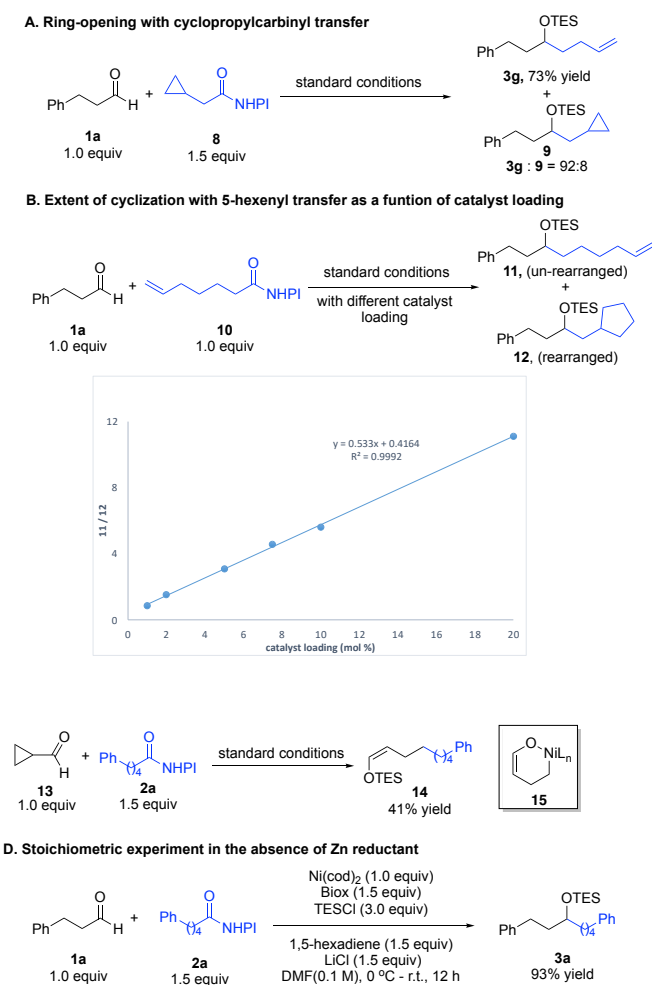 A. Ring-opening with cyclopropylcarbinyl transfer
OTES
Ph
3g, 73% yield
+
OTES
Ph
9
3g : 9 = 92:8
O
Ph
H
1a
1.0 equiv
+
O
NHPI
8
1.5 equiv
standard conditions
B. Extent of cyclization with 5-hexenyl transfer as a funtion of catalyst loading
O
Ph
H
1a
1.0 equiv
+
O
NHPI
10
1.0 equiv
standard conditions
with different catalyst
loading
OTES
Ph
11, (un-rearranged)
+
OTES
Ph
12, (rearranged)
12
8
4
0
11 / 12
y = 0.533x + 0.4164
R² = 0.9992
0 2 4 6 8 10 12 14 16 18 20
catalyst loading (mol %)
O
H
13
1.0 equiv
+
Ph
( )4
O
NHPI
2a
1.5 equiv
standard conditions
( )4
Ph
OTES
14
41% yield
O
NiLn
15
D. Stoichiometric experiment in the absence of Zn reductant
O
Ph
H
1a
1.0 equiv
+
Ph
( )4
O
NHPI
2a
1.5 equiv
Ni(cod)2 (1.0 equiv)
Biox (1.5 equiv)
TESCl (3.0 equiv)
1,5-hexadiene (1.5 equiv)
LiCl (1.5 equiv)
DMF(0.1 M), 0 ºC - r.t., 12 h
OTES
Ph
( )4
Ph
3a
93% yield